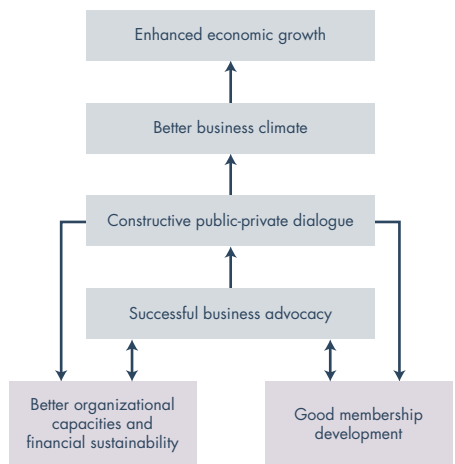 Enhanced economic growth
Better business climate
Constructive public-private dialogue
Successful business advocacy
Better organizational
capacities and
financial sustainability
Good membership
development